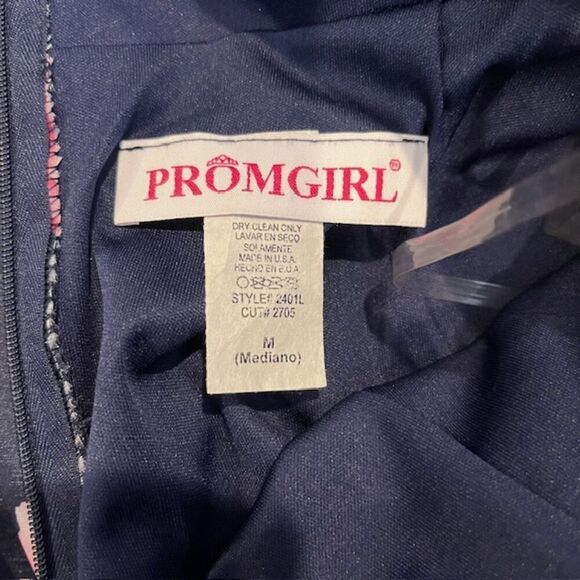 PROMGIRL®
DRY CLEAN ONLY
LAVAR EN SECO
SOLAMENTE
MADE IN U.S.A.
HECHO EN E.U.A.
STYLE# 2401L
CUT# 2705
M
(Mediano)